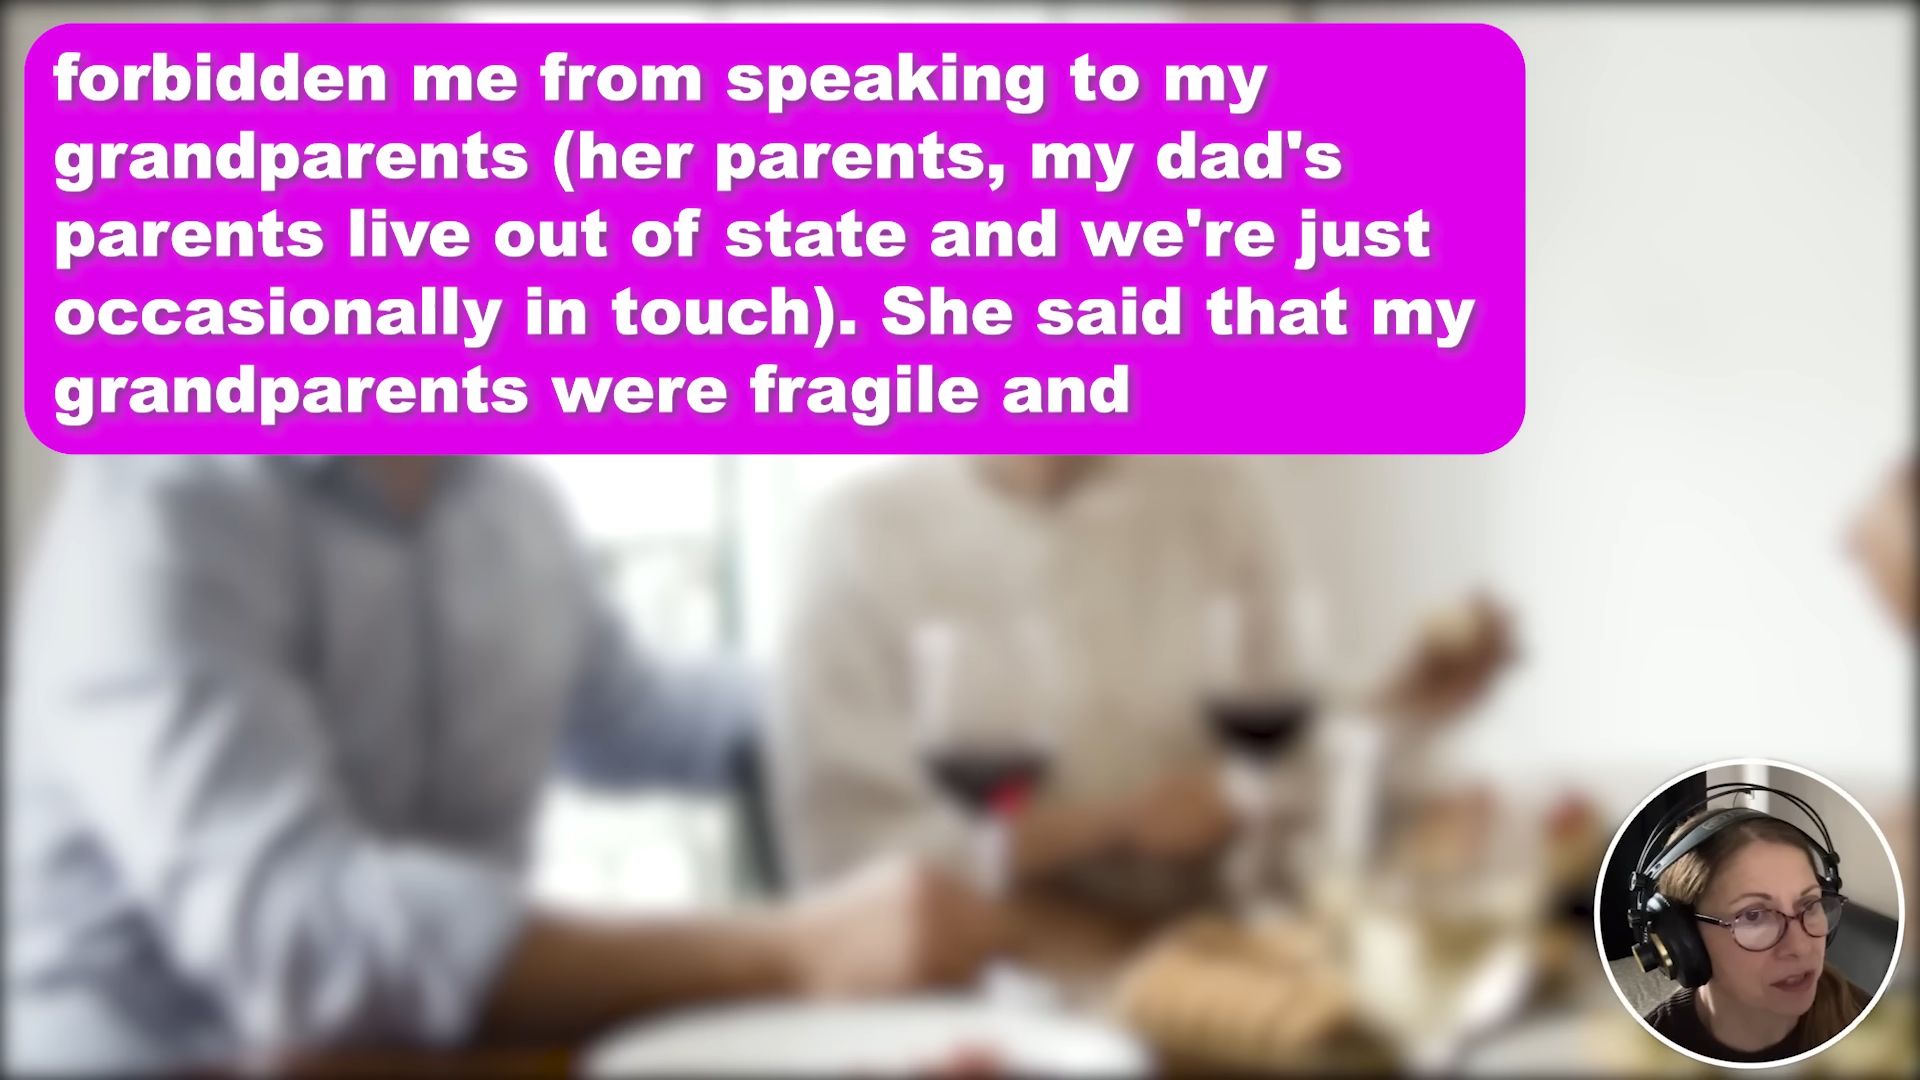 forbidden me from speaking to my
grandparents (her parents, my dad's
parents live out of state and we're just
occasionally in touch). She said that my
grandparents were fragile and